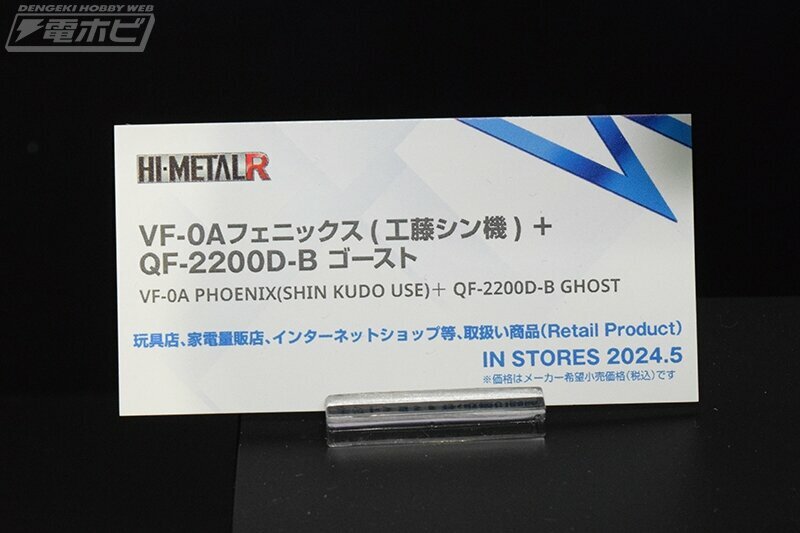 DENGEKI HOBBY WEB
電ホビ
HI-METAL R
VF-0Aフェニックス(工藤シン機)＋
QF-2200D-B ゴースト
VF-0A PHOENIX(SHIN KUDO USE)＋ QF-2200D-B GHOST
玩具店、家電量販店、インターネットショップ等、取扱い商品(Retail Product)
IN STORES 2024.5
※価格はメーカー希望小売価格(税込)です